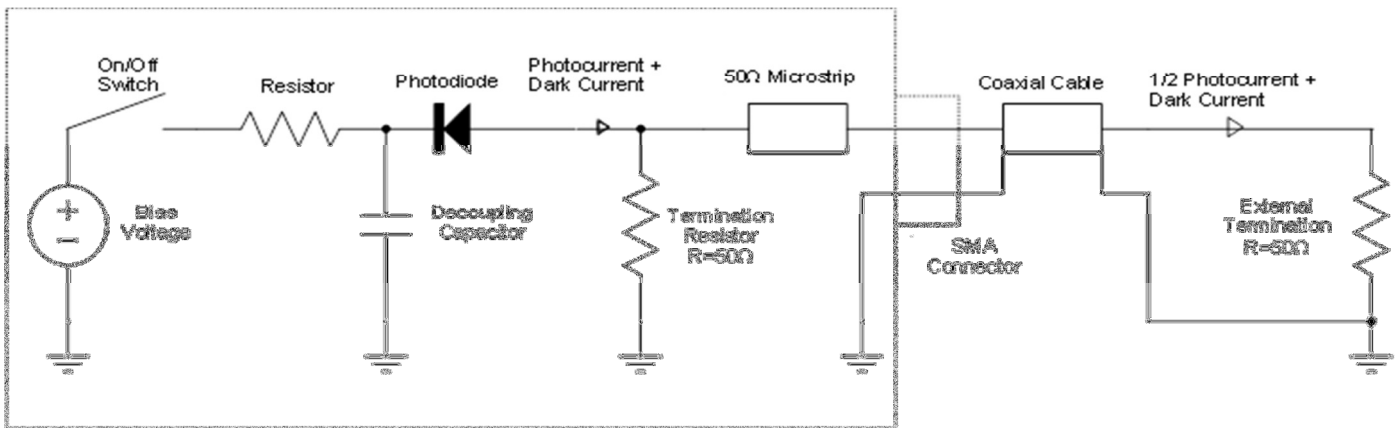 On/Off
Switch
Resistor
Photodiode
Photocurrent +
Dark Current
50Ω Microstrip
Coaxial Cable
1/2 Photocurrent +
Dark Current
+
−
Bias
Voltage
Decoupling
Capacitor
Termination
Resistor
R=50Ω
SMA
Connector
External
Termination
R=50Ω